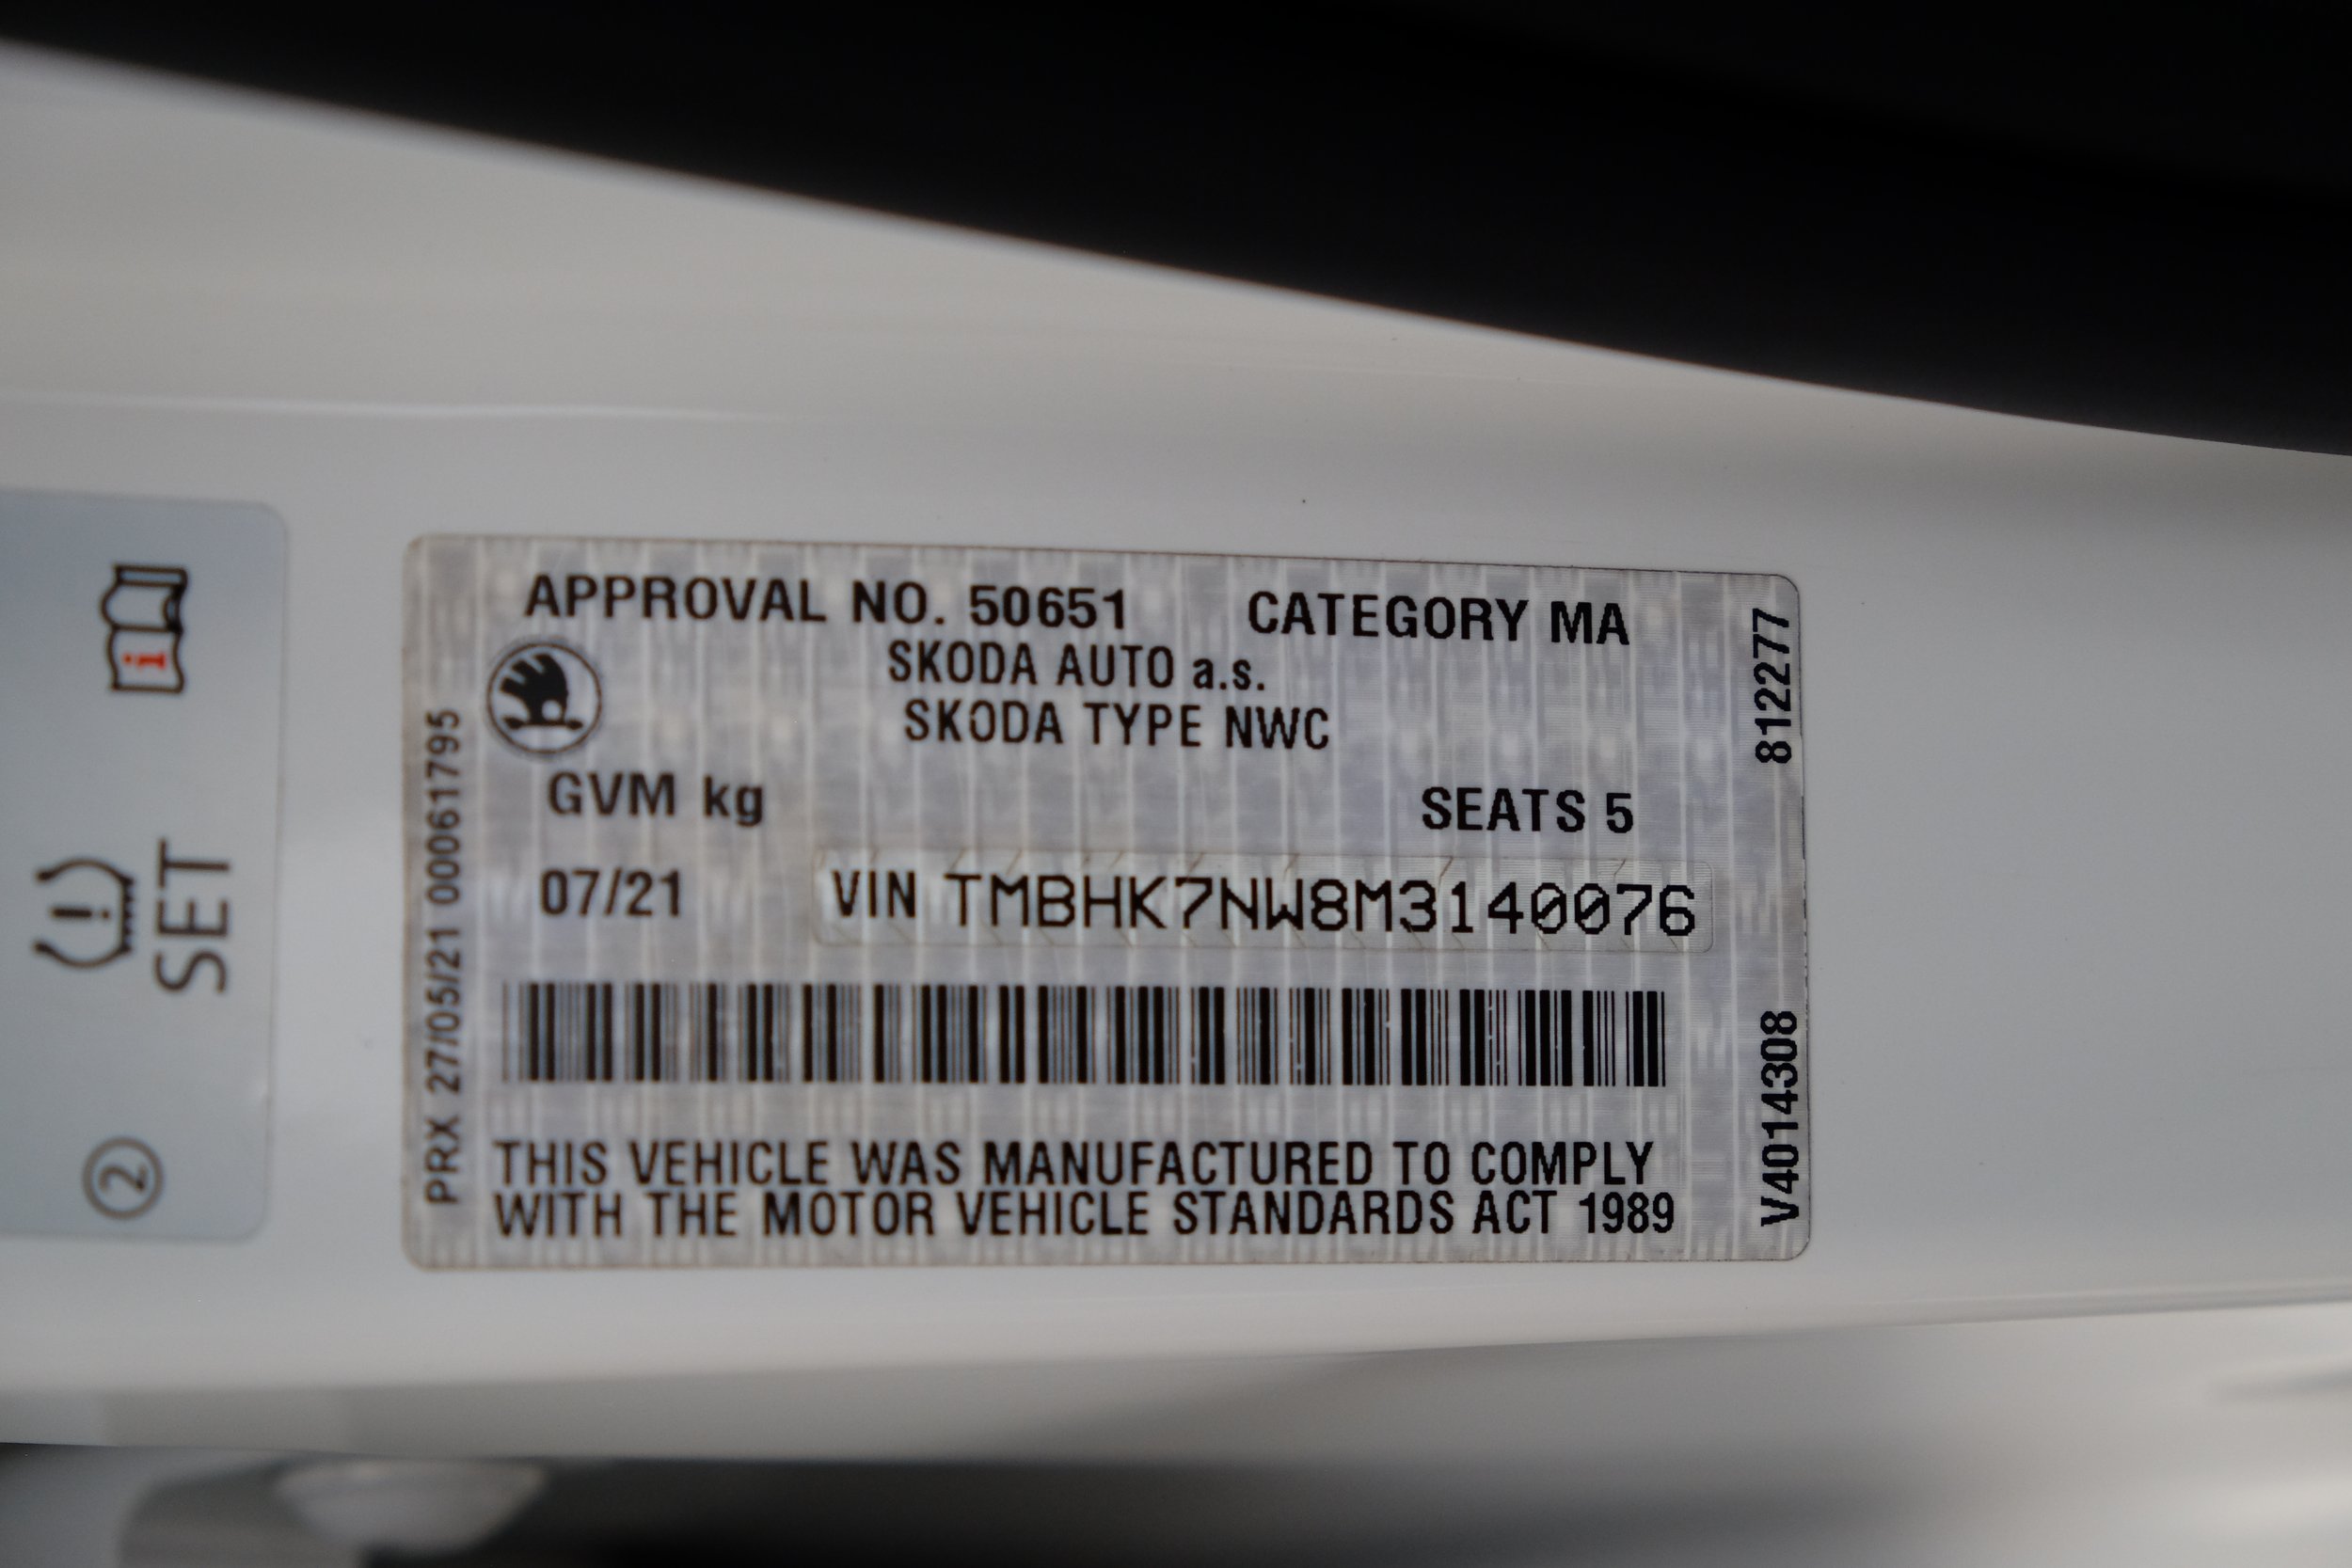 APPROVAL NO. 50651 CATEGORY MA
SKODA AUTO a.s.
SKODA TYPE NWC
GVM kg SEATS 5
07/21 VIN TMBHK7NW8M3140076
THIS VEHICLE WAS MANUFACTURED TO COMPLY
WITH THE MOTOR VEHICLE STANDARDS ACT 1989
PRX 27/05/21 00061795
V4014308 812277
i
(!)
SET
2